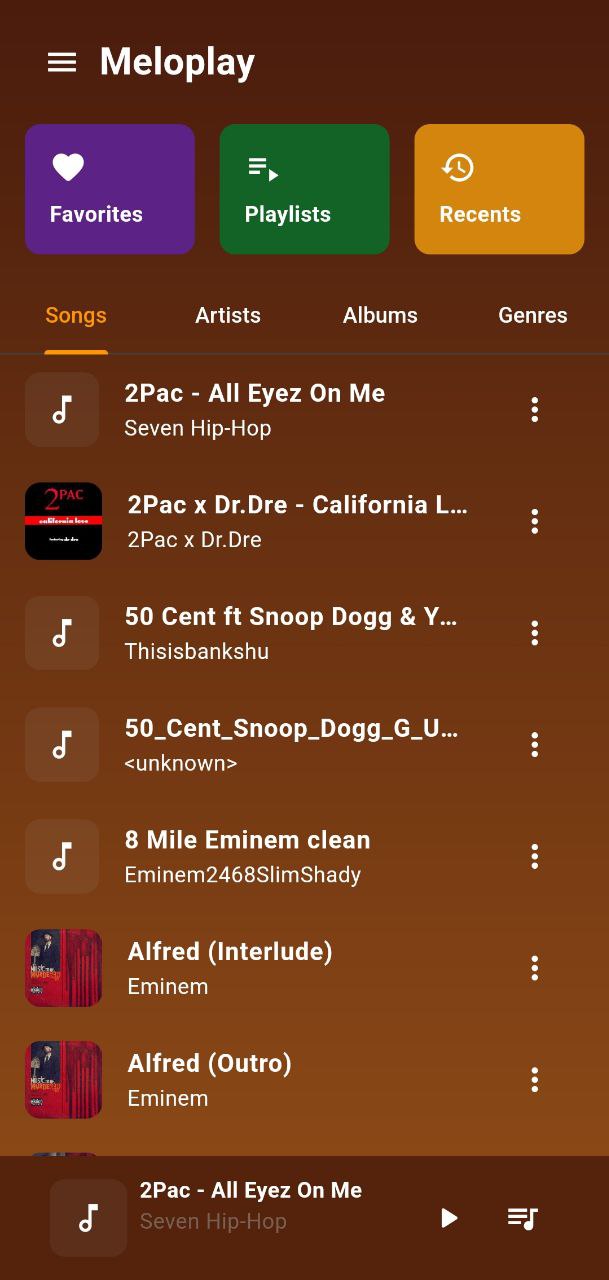 Meloplay
Favorites
Playlists
Recents
Songs
Artists
Albums
Genres
2Pac - All Eyez On Me
Seven Hip-Hop
2PAC
california love
2Pac x Dr.Dre - California L...
2Pac x Dr.Dre
50 Cent ft Snoop Dogg & Y...
Thisisbankshu
50_Cent_Snoop_Dogg_G_U...
<unknown>
8 Mile Eminem clean
Eminem2468SlimShady
Alfred (Interlude)
Eminem
Alfred (Outro)
Eminem
2Pac - All Eyez On Me
Seven Hip-Hop